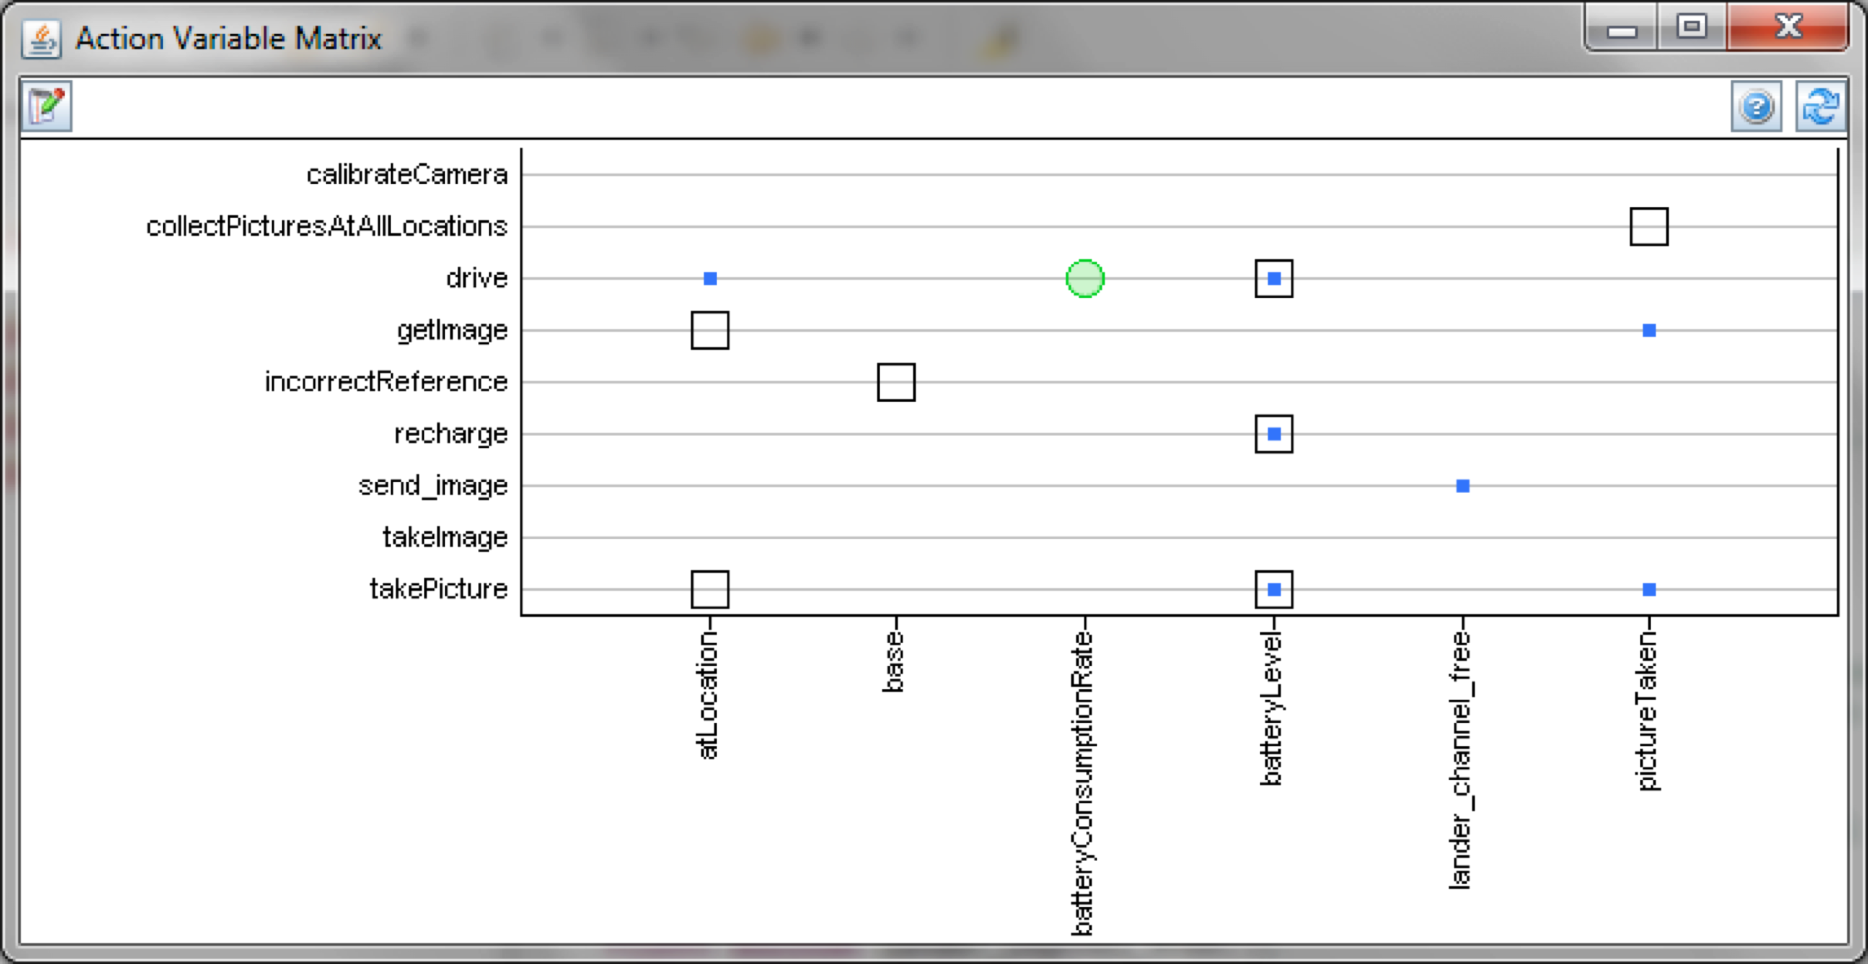 Action Variable Matrix
calibrateCamera
collectPicturesAtAllLocations
drive
getImage
incorrectReference
recharge
send_image
takeImage
takePicture
atLocation
base
batteryConsumptionRate
batteryLevel
lander_channel_free
pictureTaken